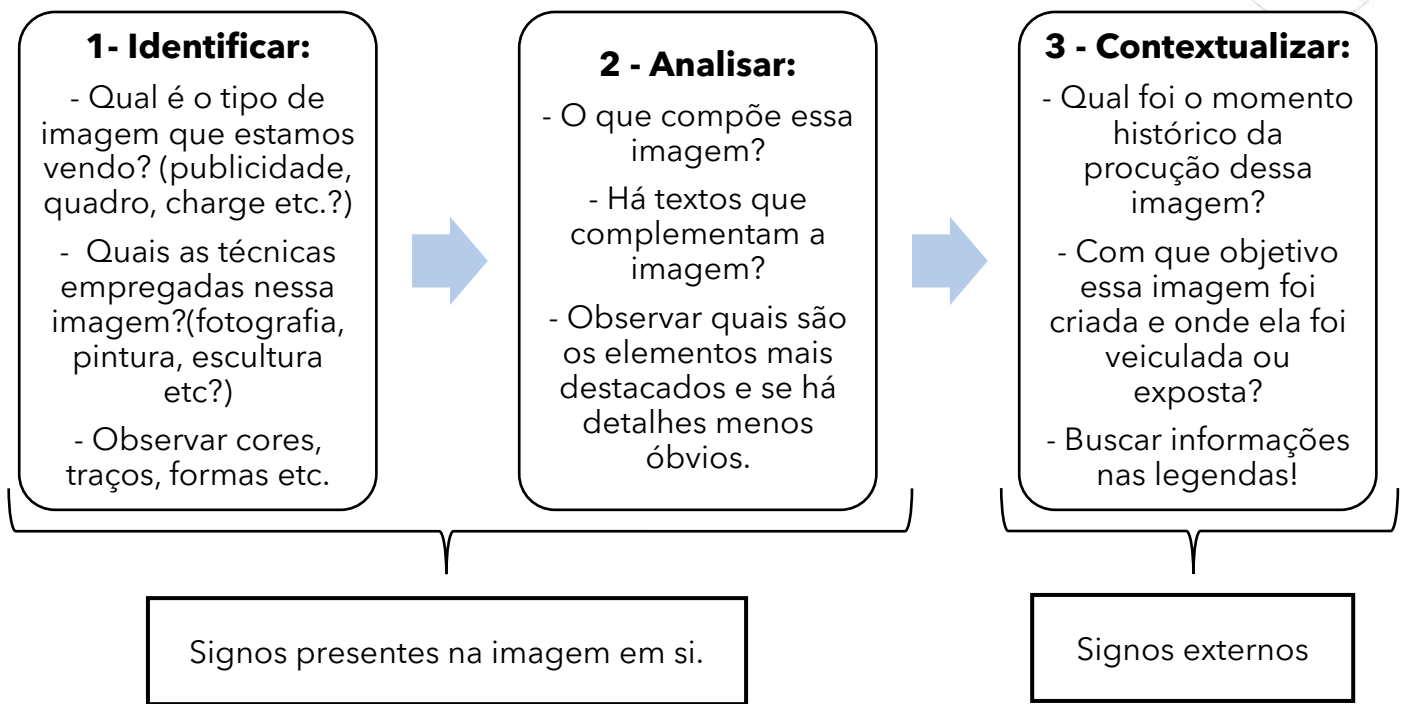 1- Identificar:
- Qual é o tipo de
imagem que estamos
vendo? (publicidade,
quadro, charge etc.?)
- Quais as técnicas
empregadas nessa
imagem?(fotografia,
pintura, escultura
etc?)
- Observar cores,
traços, formas etc.
2 - Analisar:
- O que compõe essa
imagem?
- Há textos que
complementam a
imagem?
- Observar quais são
os elementos mais
destacados e se há
detalhes menos
óbvios.
3 - Contextualizar:
- Qual foi o momento
histórico da
procução dessa
imagem?
- Com que objetivo
essa imagem foi
criada e onde ela foi
veiculada ou
exposta?
- Buscar informações
nas legendas!
Signos presentes na imagem em si.
Signos externos